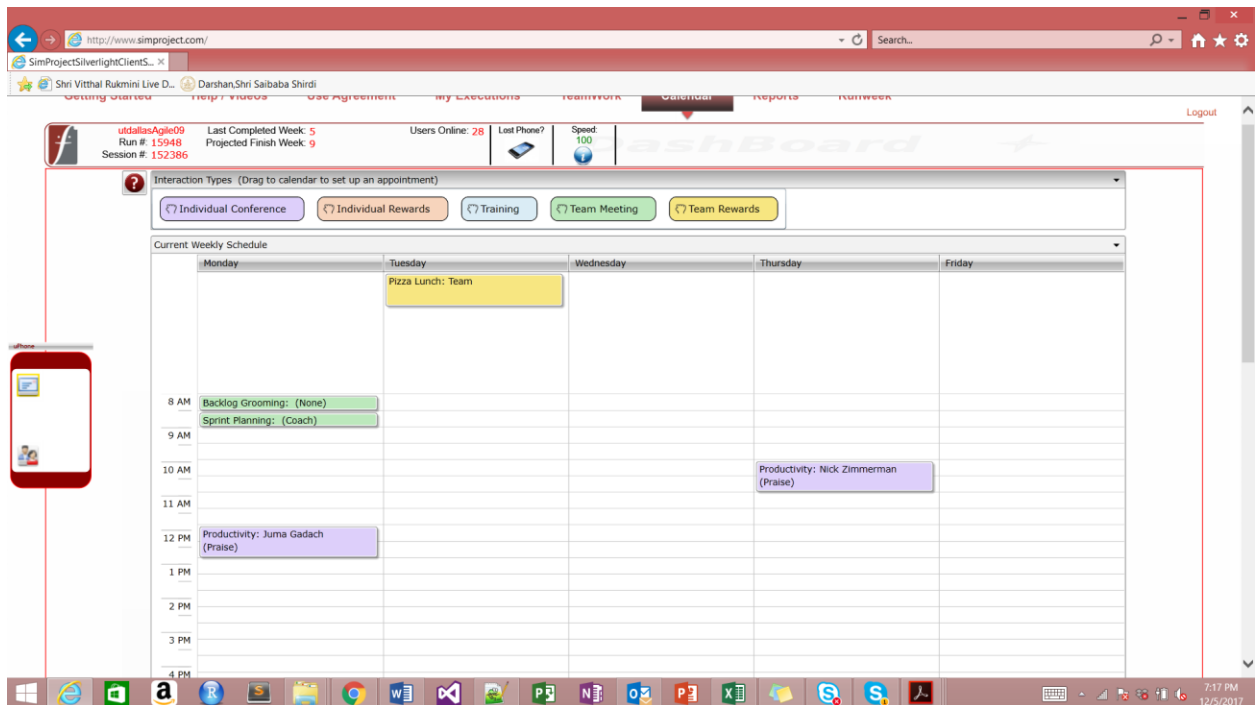 http://www.simproject.com/
Search...
SimProjectSilverlightClientS...
Shri Vitthal Rukmini Live D...
Darshan,Shri Saibaba Shirdi
Getting Started Help / Videos Use Agreement My Executions TeamWork Calendar Reports RunWeek
Logout
utdallasAgile09
Run #: 15948
Session #: 152386
Last Completed Week: 5
Projected Finish Week: 9
Users Online: 28
Lost Phone?
Speed:
100
DashBoard
Interaction Types (Drag to calendar to set up an appointment)
Individual Conference
Individual Rewards
Training
Team Meeting
Team Rewards
Current Weekly Schedule
Monday Tuesday Wednesday Thursday Friday
Pizza Lunch: Team
uPhone
8 AM
Backlog Grooming: (None)
Sprint Planning: (Coach)
9 AM
10 AM
Productivity: Nick Zimmerman
(Praise)
11 AM
12 PM
Productivity: Juma Gadach
(Praise)
1 PM
2 PM
3 PM
4 PM
7:17 PM
12/5/2017